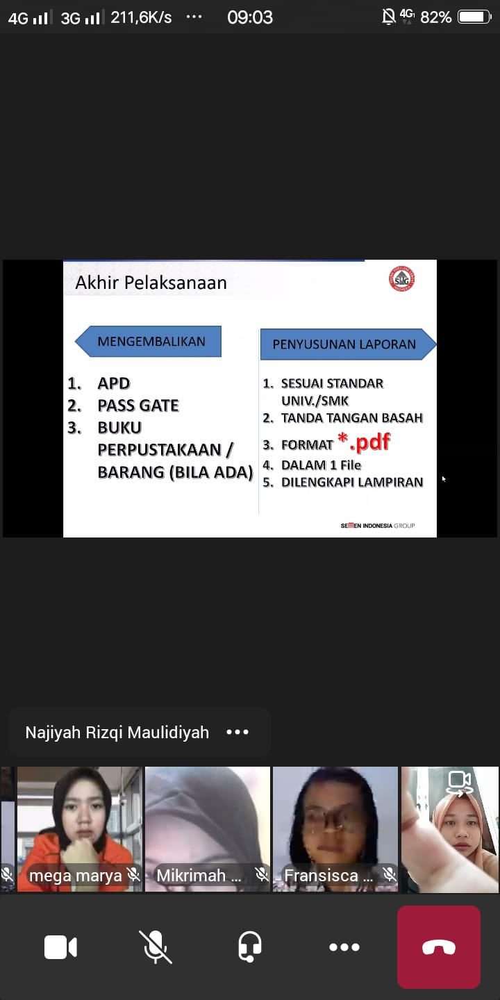 4G 3G 211,6K/s ... 09:03 4G 82%
Akhir Pelaksanaan
SIG
MENGEMBALIKAN
1. APD
2. PASS GATE
3. BUKU
PERPUSTAKAAN /
BARANG (BILA ADA)
PENYUSUNAN LAPORAN
1. SESUAI STANDAR
UNIV./SMK
2. TANDA TANGAN BASAH
3. FORMAT *.pdf
4. DALAM 1 File
5. DILENGKAPI LAMPIRAN
SEMEN INDONESIA GROUP
Najiyah Rizqi Maulidiyah •••
mega marya
Mikrimah ...
Fransisca ...